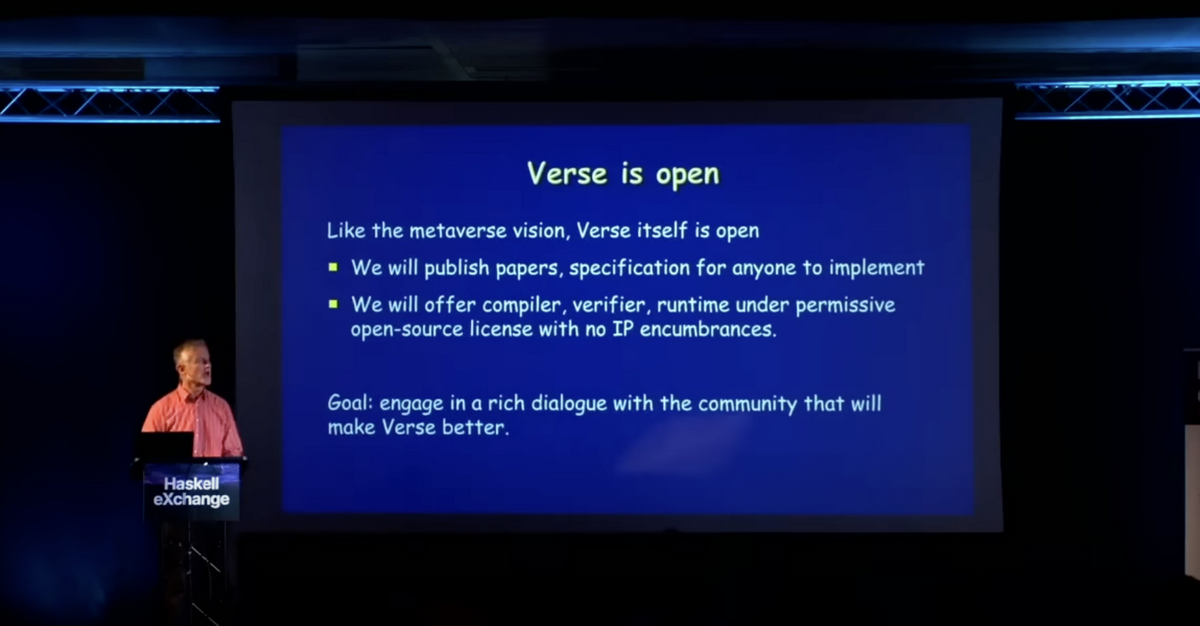 Verse is open
Like the metaverse vision, Verse itself is open
We will publish papers, specification for anyone to implement
We will offer compiler, verifier, runtime under permissive
open-source license with no IP encumbrances.
Goal: engage in a rich dialogue with the community that will
make Verse better.
Haskell
eXchange